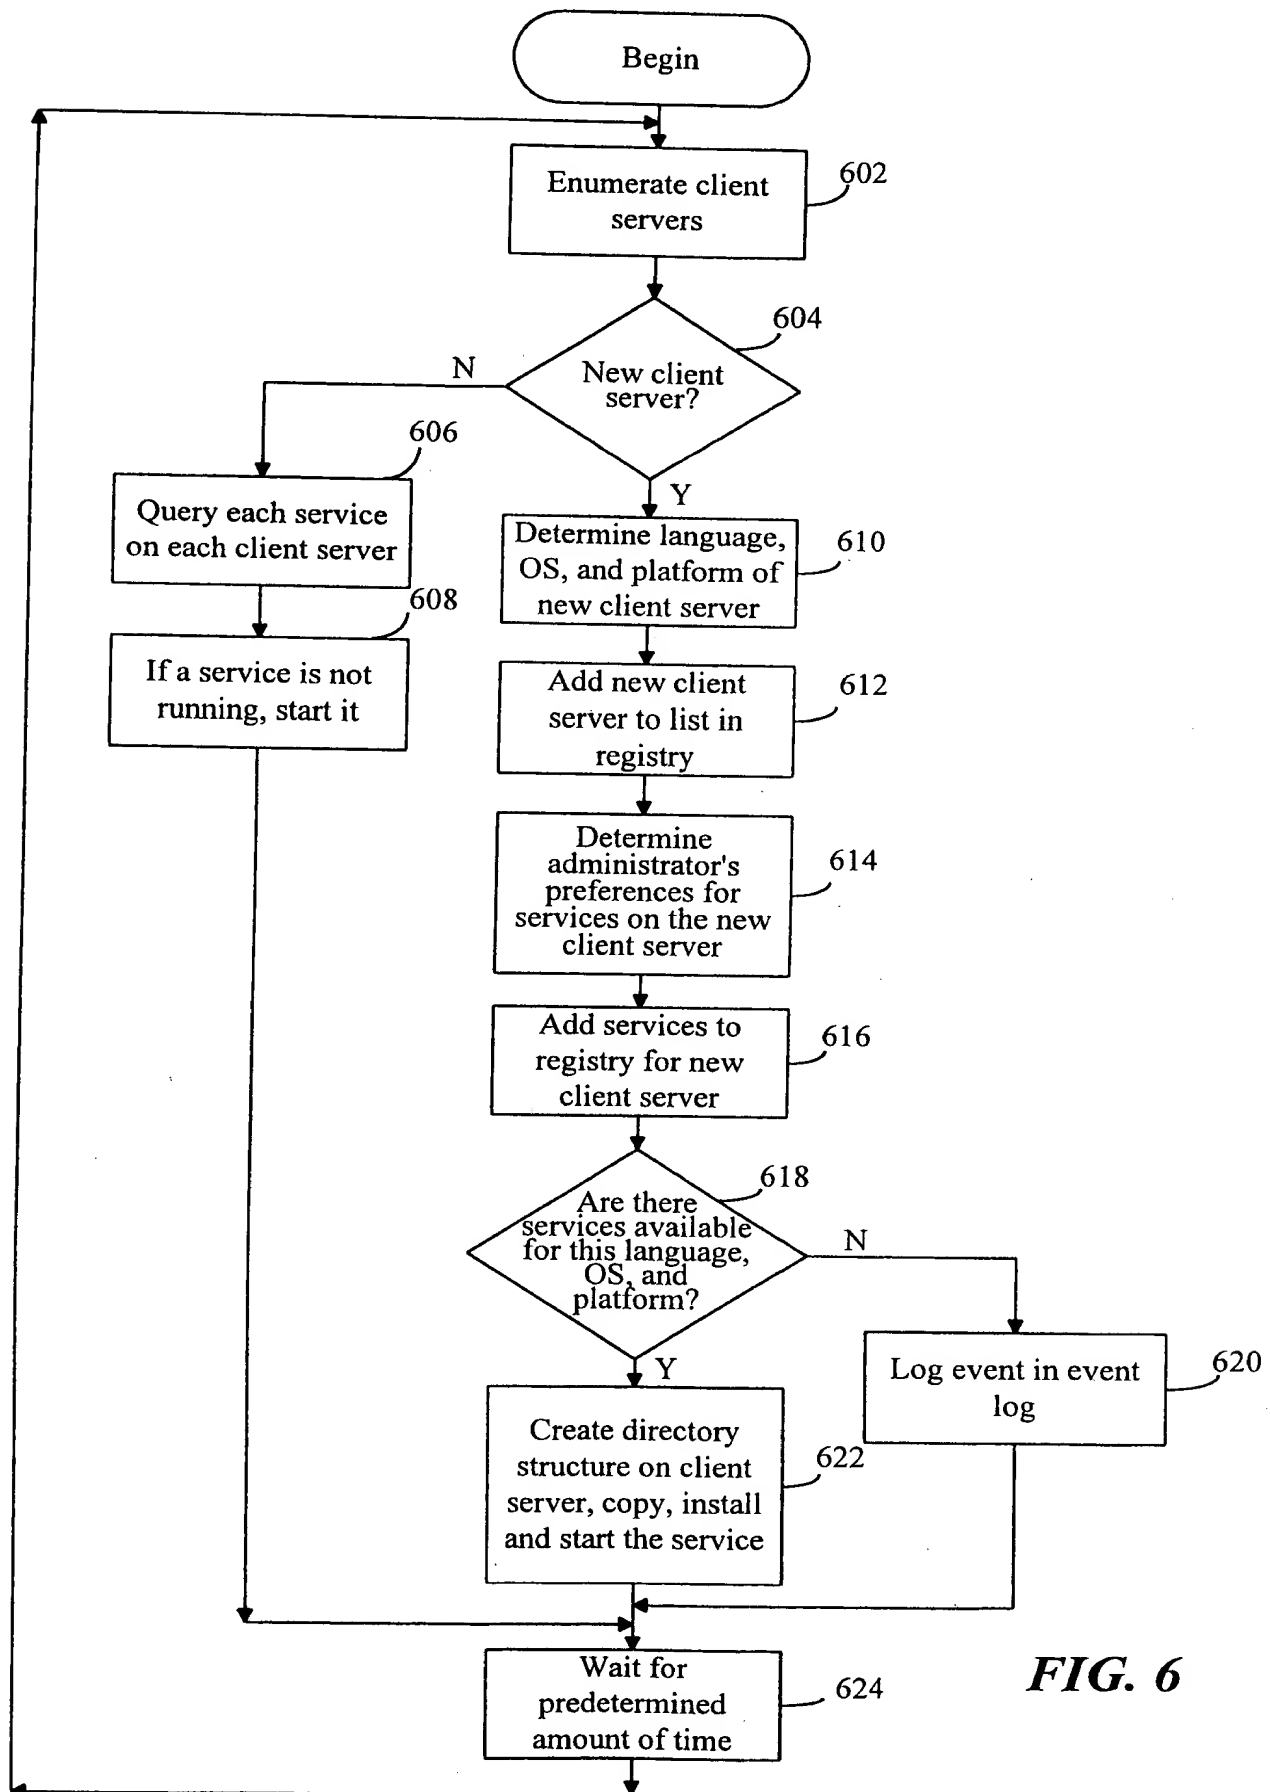 Begin
Enumerate client
servers
602
604
New client
server?
N
Y
606
Query each service
on each client server
608
If a service is not
running, start it
Determine language,
OS, and platform of
new client server
610
Add new client
server to list in
registry
612
Determine
administrator's
preferences for
services on the new
client server
614
Add services to
registry for new
client server
616
618
Are there
services available
for this language,
OS, and
platform?
N
Y
Log event in event
log
620
Create directory
structure on client
server, copy, install
and start the service
622
Wait for
predetermined
amount of time
624
FIG. 6